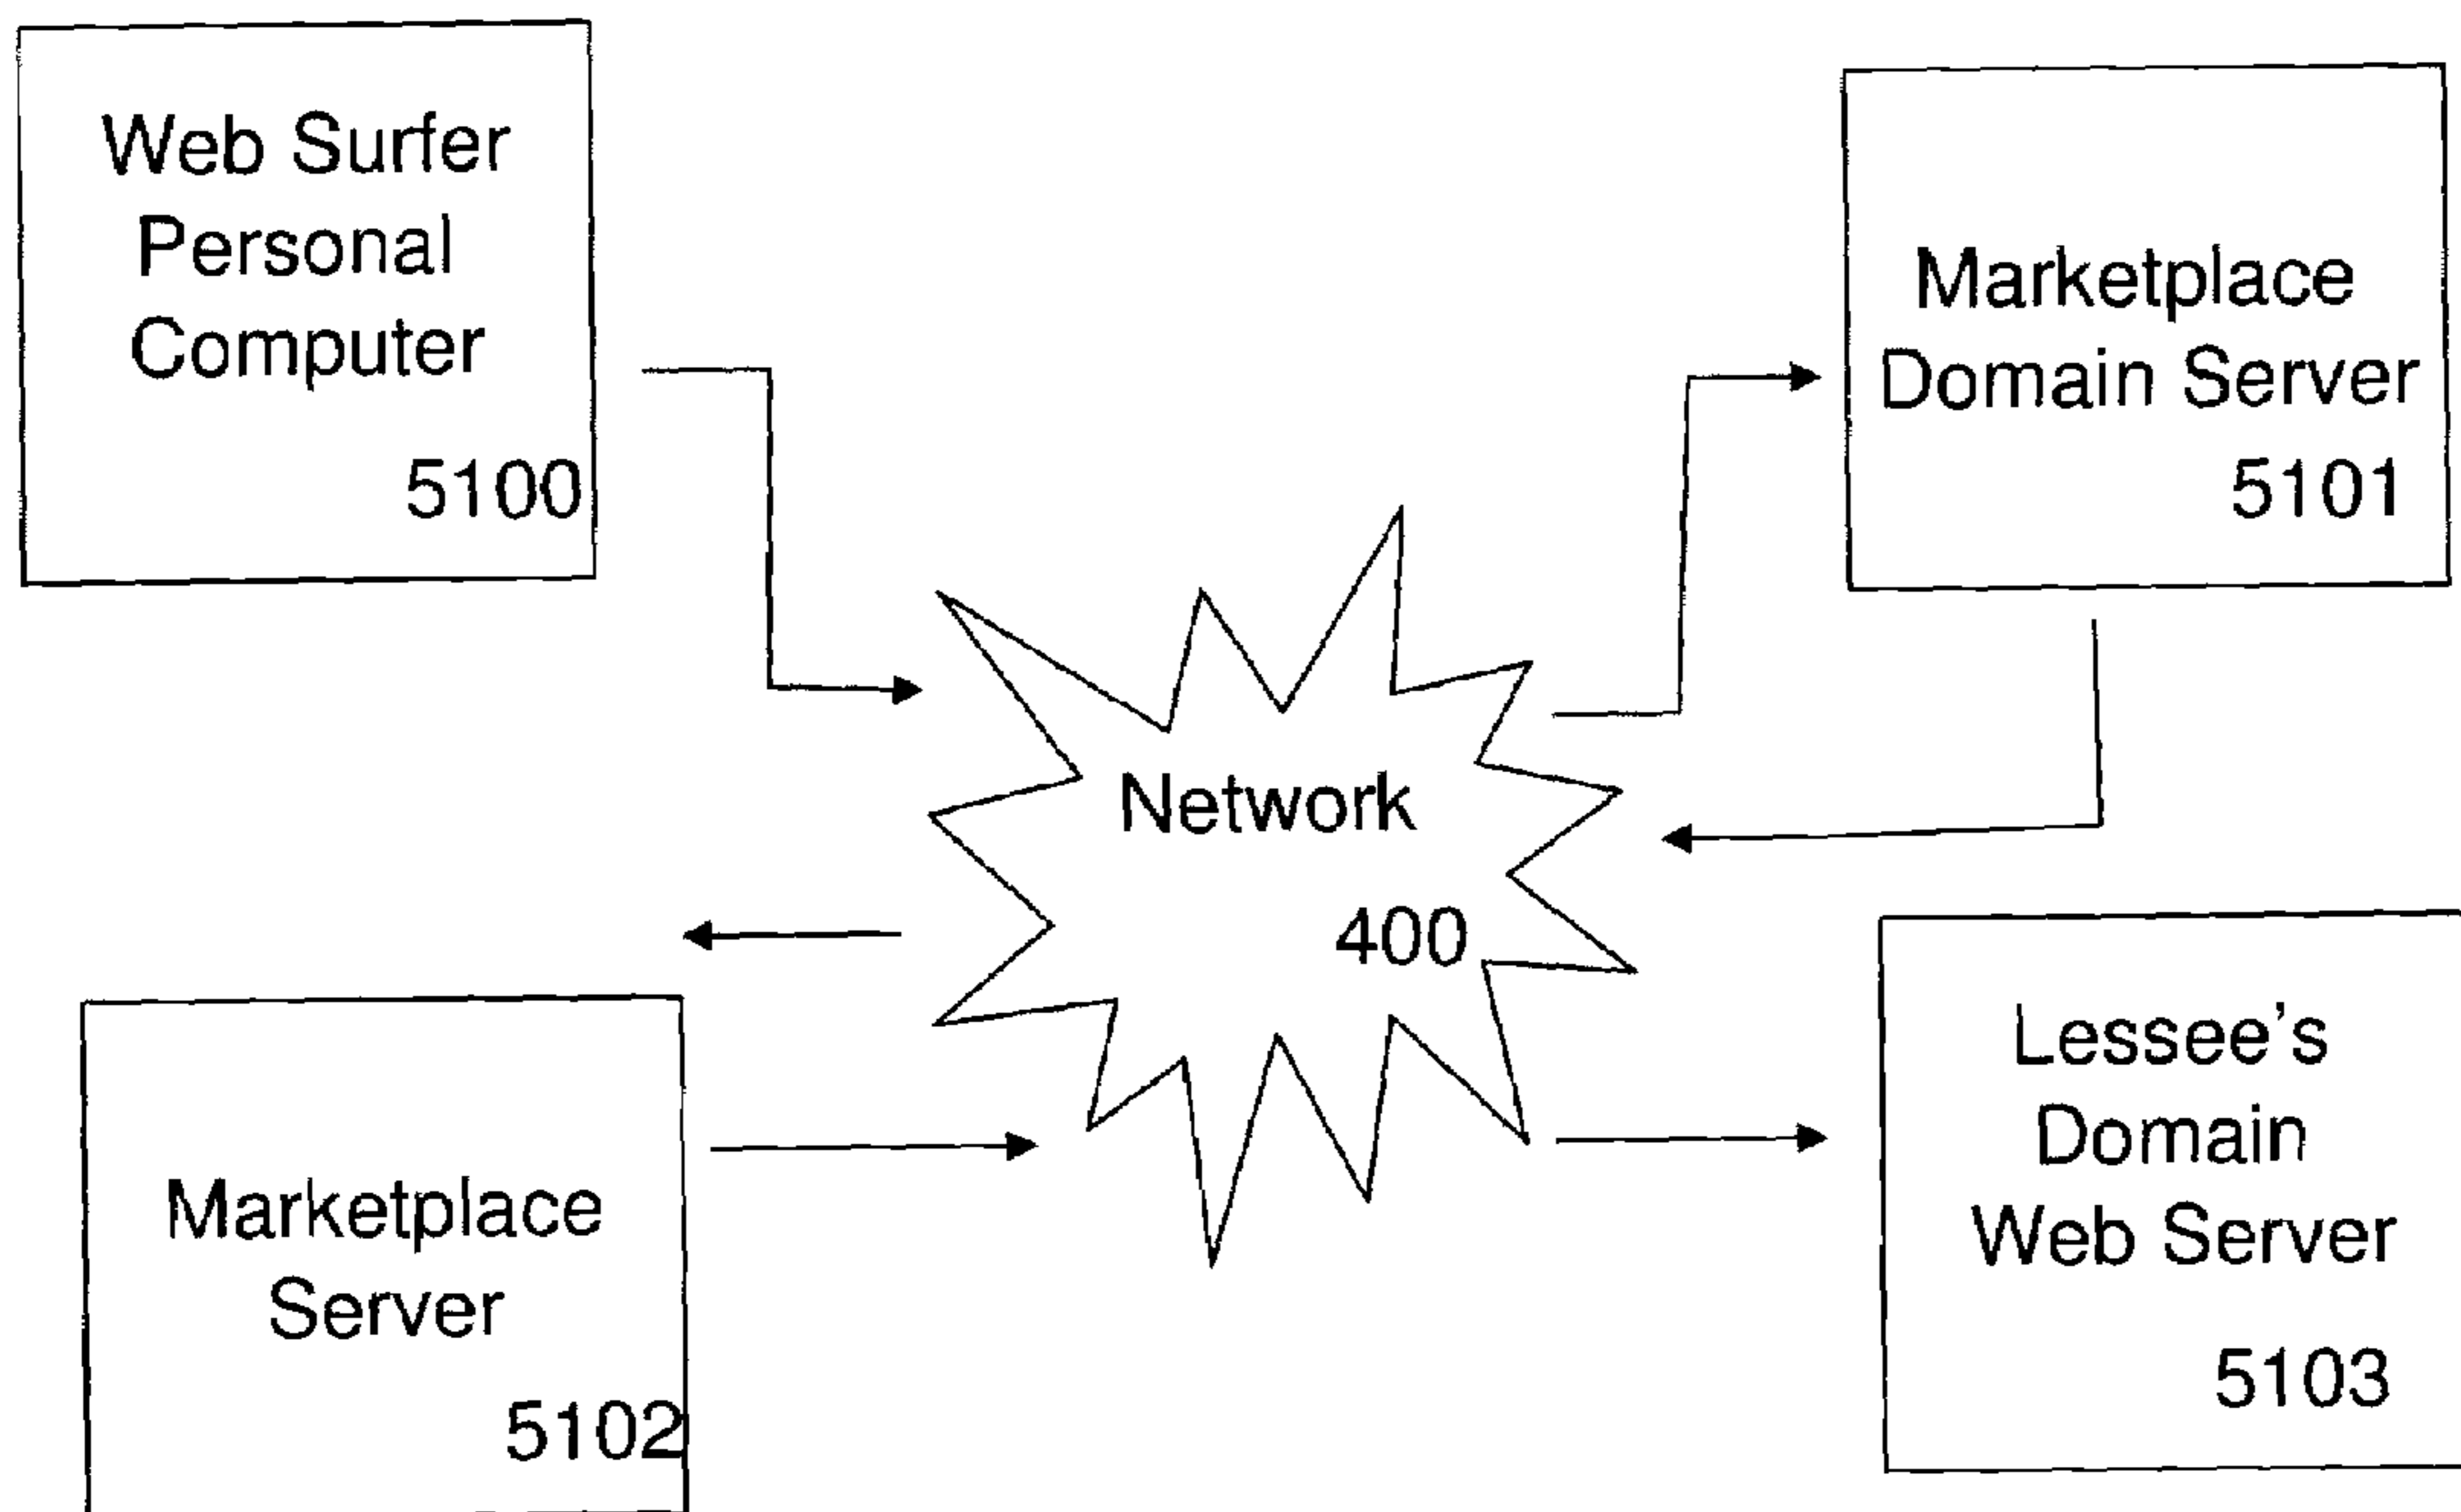 Web Surfer
Personal
Computer
5100
Marketplace
Domain Server
5101
Network
400
Marketplace
Server
5102
Lessee's
Domain
Web Server
5103